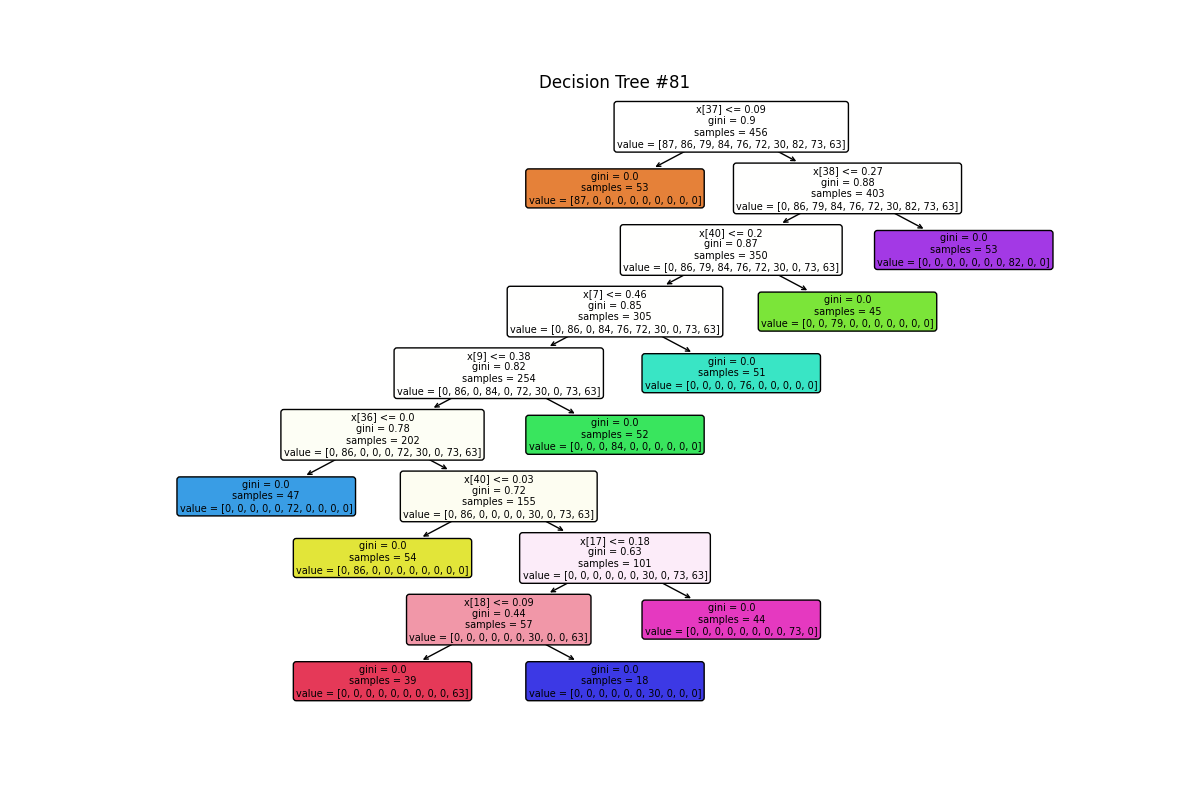 Decision Tree #81
x[37] <= 0.09
gini = 0.9
samples = 456
value = [87, 86, 79, 84, 76, 72, 30, 82, 73, 63]
gini = 0.0
samples = 53
value = [87, 0, 0, 0, 0, 0, 0, 0, 0, 0]
x[38] <= 0.27
gini = 0.88
samples = 403
value = [0, 86, 79, 84, 76, 72, 30, 82, 73, 63]
x[40] <= 0.2
gini = 0.87
samples = 350
value = [0, 86, 79, 84, 76, 72, 30, 0, 73, 63]
gini = 0.0
samples = 53
value = [0, 0, 0, 0, 0, 0, 0, 82, 0, 0]
x[7] <= 0.46
gini = 0.85
samples = 305
value = [0, 86, 0, 84, 76, 72, 30, 0, 73, 63]
gini = 0.0
samples = 45
value = [0, 0, 79, 0, 0, 0, 0, 0, 0, 0]
x[9] <= 0.38
gini = 0.82
samples = 254
value = [0, 86, 0, 84, 0, 72, 30, 0, 73, 63]
gini = 0.0
samples = 51
value = [0, 0, 0, 0, 76, 0, 0, 0, 0, 0]
x[36] <= 0.0
gini = 0.78
samples = 202
value = [0, 86, 0, 0, 0, 72, 30, 0, 73, 63]
gini = 0.0
samples = 52
value = [0, 0, 0, 84, 0, 0, 0, 0, 0, 0]
gini = 0.0
samples = 47
value = [0, 0, 0, 0, 0, 72, 0, 0, 0, 0]
x[40] <= 0.03
gini = 0.72
samples = 155
value = [0, 86, 0, 0, 0, 0, 30, 0, 73, 63]
gini = 0.0
samples = 54
value = [0, 86, 0, 0, 0, 0, 0, 0, 0, 0]
x[17] <= 0.18
gini = 0.63
samples = 101
value = [0, 0, 0, 0, 0, 0, 30, 0, 73, 63]
x[18] <= 0.09
gini = 0.44
samples = 57
value = [0, 0, 0, 0, 0, 0, 30, 0, 0, 63]
gini = 0.0
samples = 44
value = [0, 0, 0, 0, 0, 0, 0, 0, 73, 0]
gini = 0.0
samples = 39
value = [0, 0, 0, 0, 0, 0, 0, 0, 0, 63]
gini = 0.0
samples = 18
value = [0, 0, 0, 0, 0, 0, 30, 0, 0, 0]